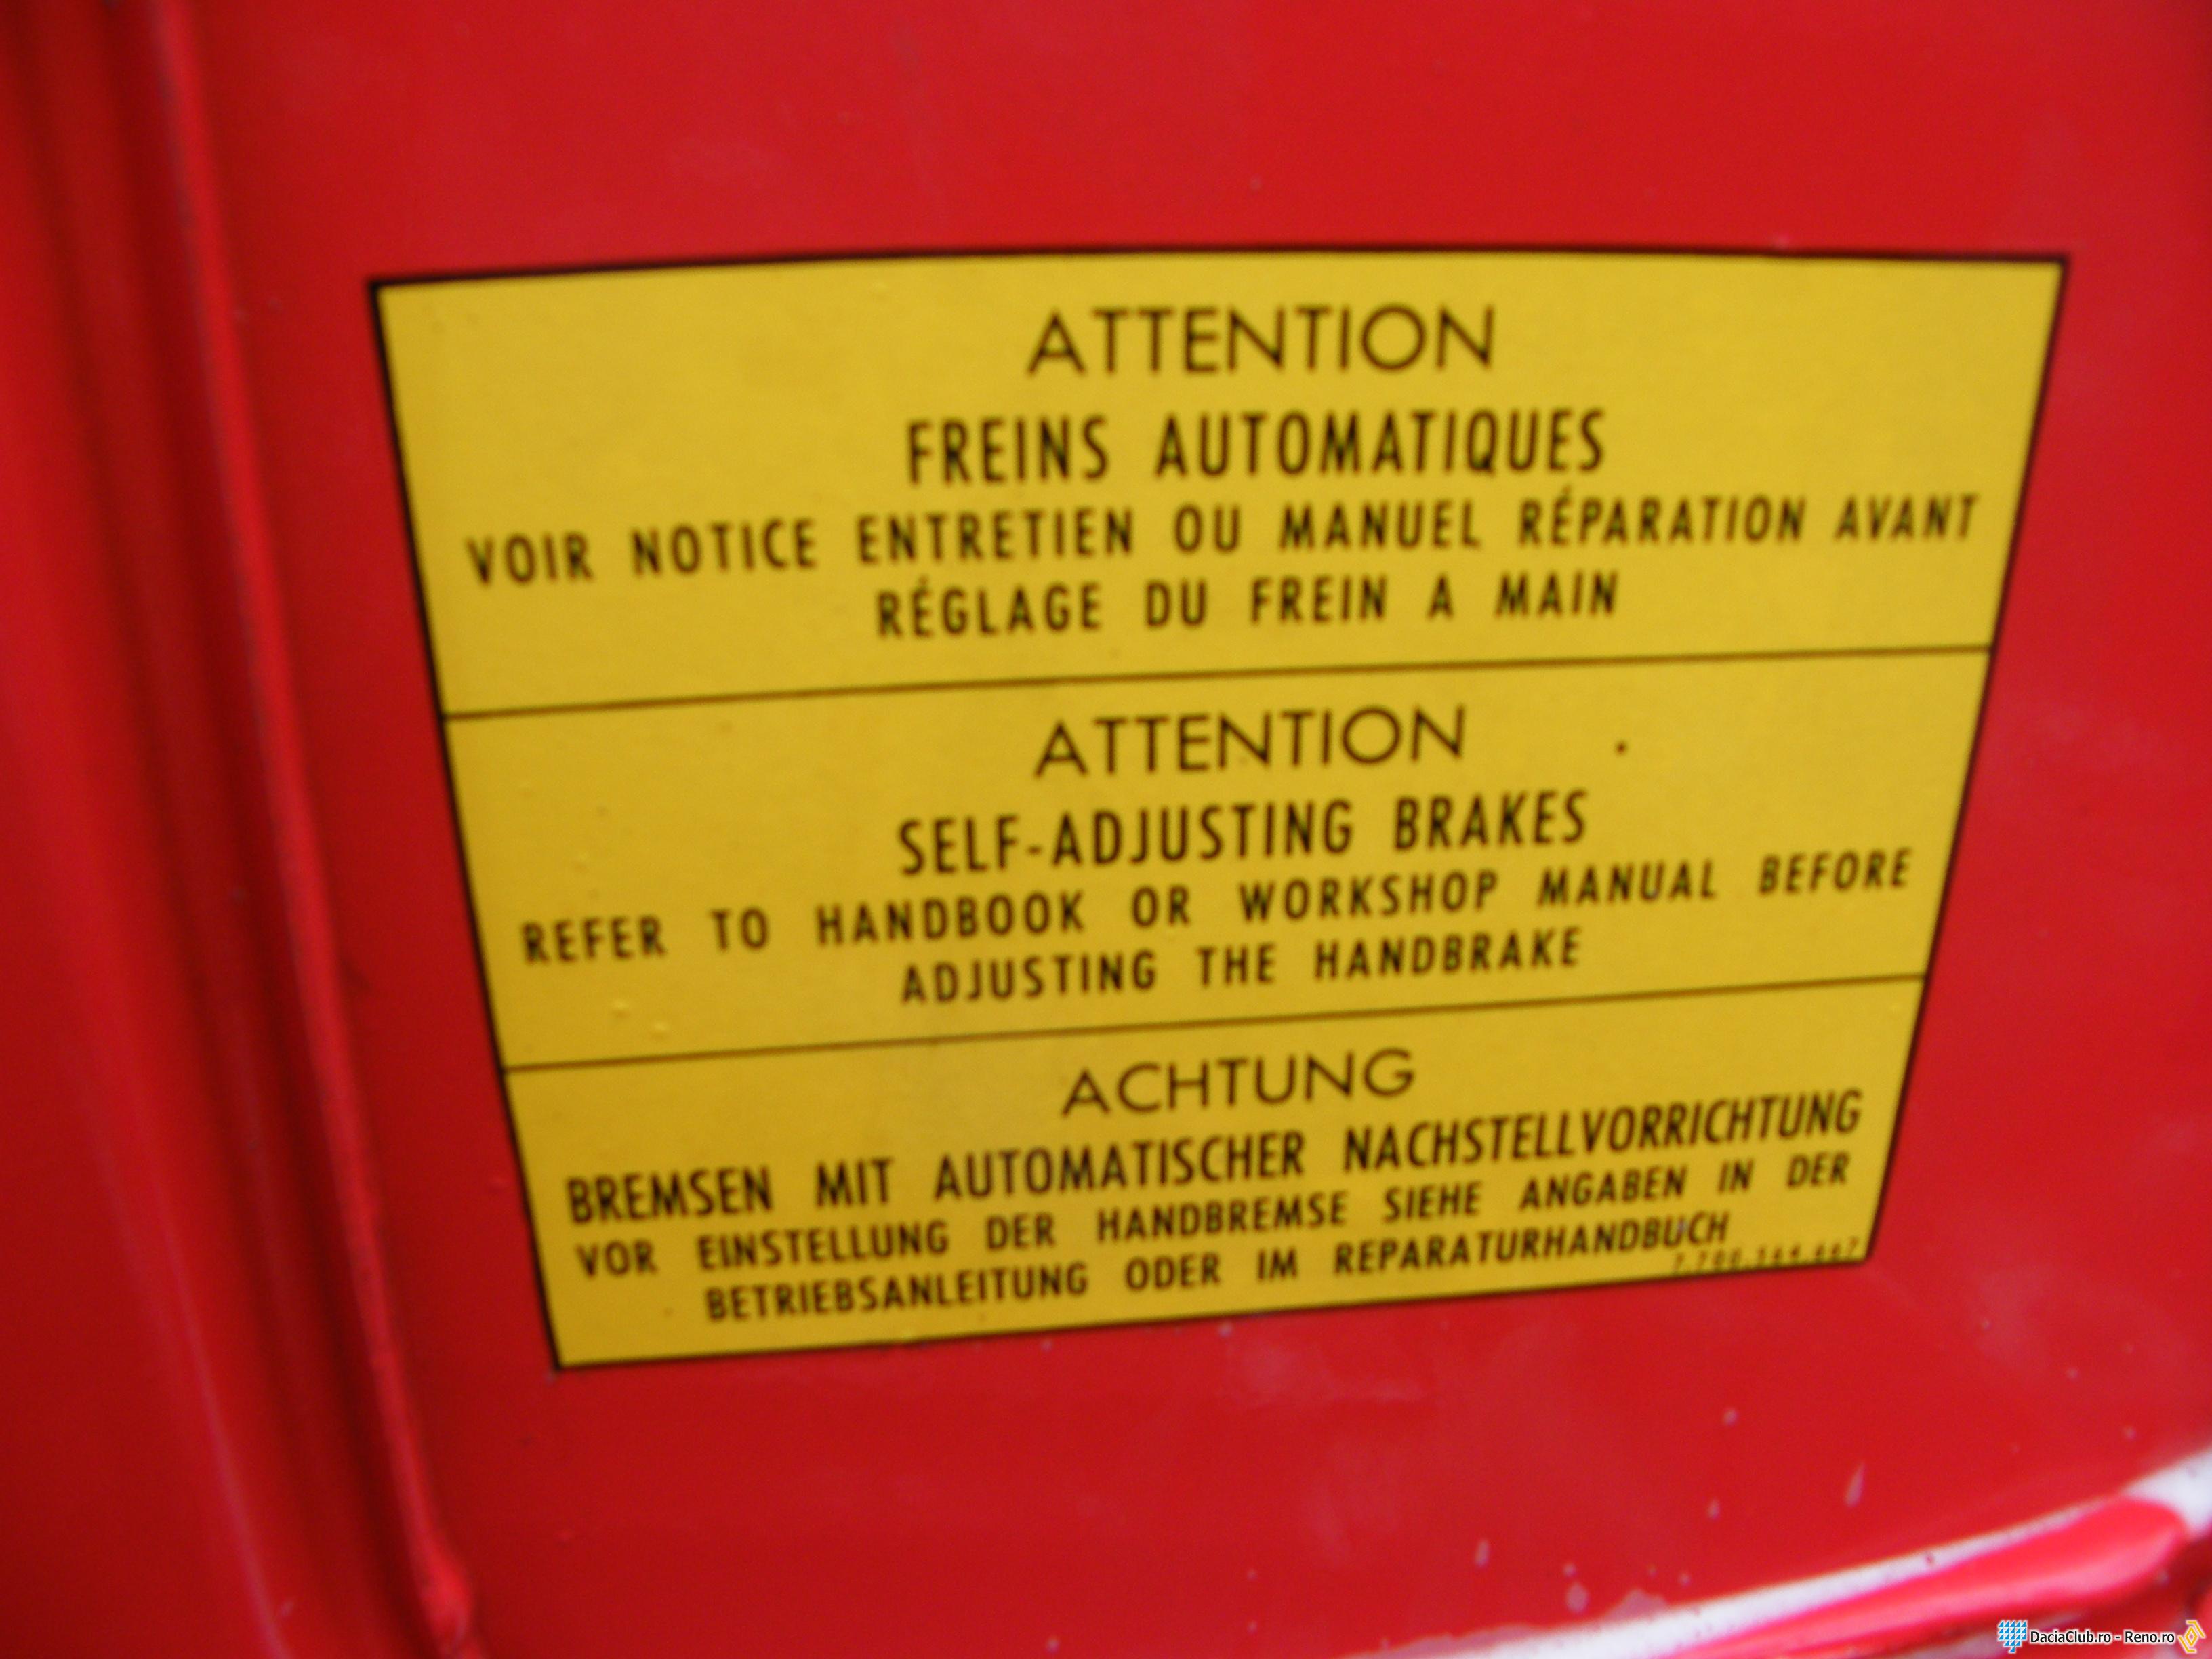 ATTENTION
FREINS AUTOMATIQUES
VOIR NOTICE ENTRETIEN OU MANUEL RÉPARATION AVANT
RÉGLAGE DU FREIN A MAIN
ATTENTION
SELF-ADJUSTING BRAKES
REFER TO HANDBOOK OR WORKSHOP MANUAL BEFORE
ADJUSTING THE HANDBRAKE
ACHTUNG
BREMSEN MIT AUTOMATISCHER NACHSTELLVORRICHTUNG
VOR EINSTELLUNG DER HANDBREMSE SIEHE ANGABEN IN DER
BETRIEBSANLEITUNG ODER IM REPARATURHANDBUCH
DaciaClub.ro - Reno.ro